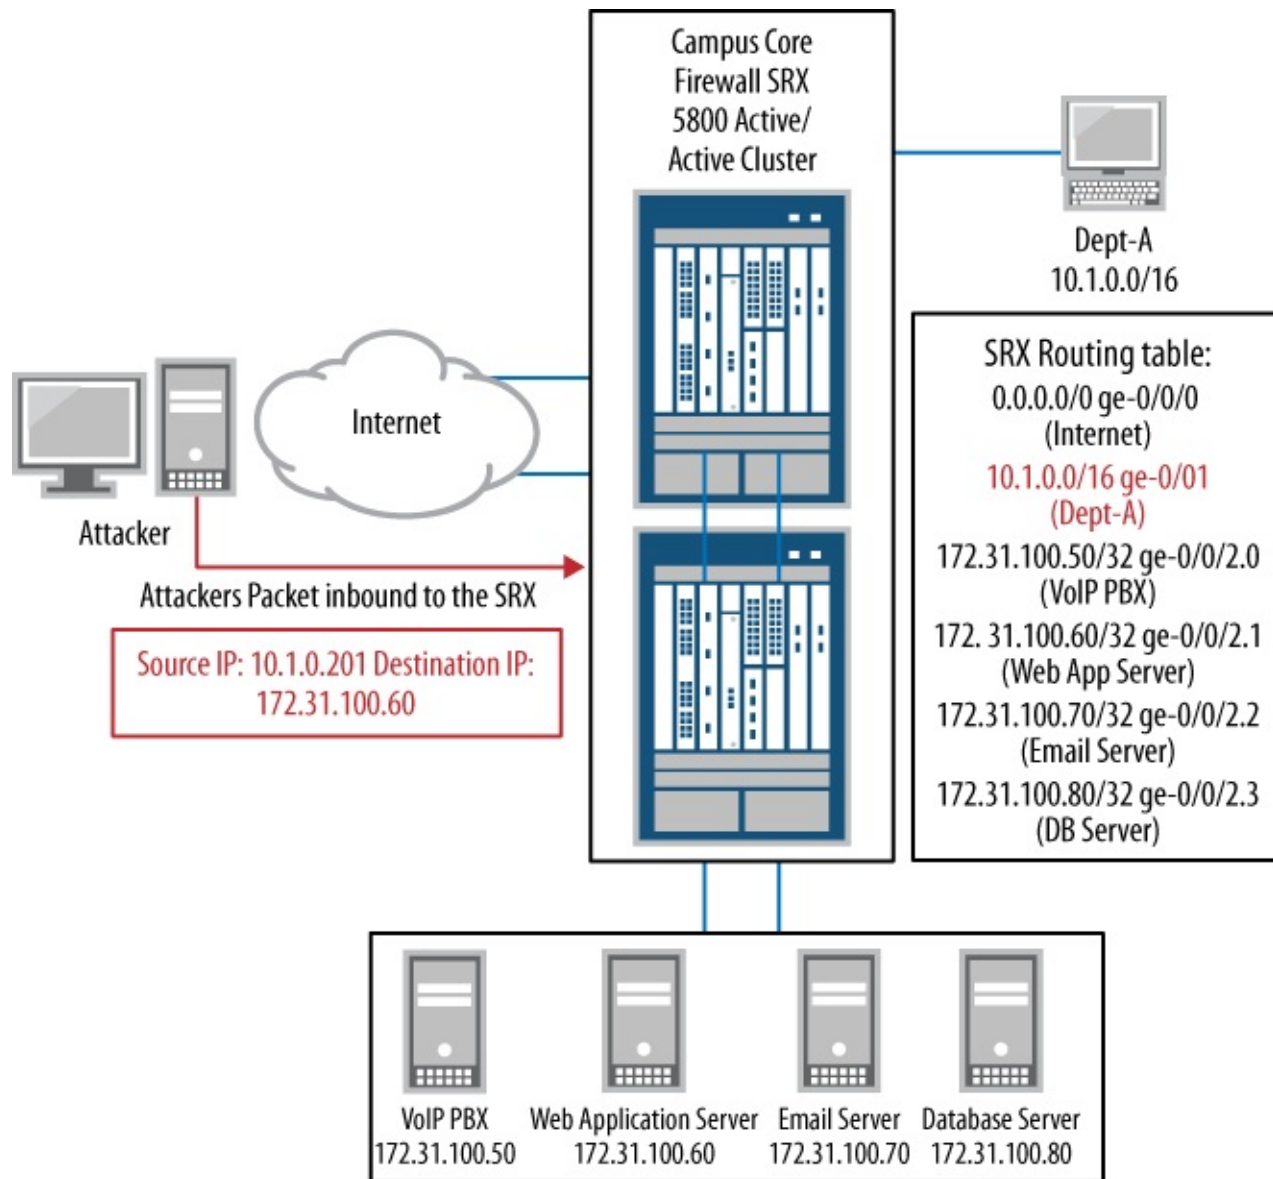 Campus Core
Firewall SRX
5800 Active/
Active Cluster
Dept-A
10.1.0.0/16
Internet
Attacker
Attackers Packet inbound to the SRX
Source IP: 10.1.0.201 Destination IP:
172.31.100.60
SRX Routing table:
0.0.0.0/0 ge-0/0/0
(Internet)
10.1.0.0/16 ge-0/01
(Dept-A)
172.31.100.50/32 ge-0/0/2.0
(VoIP PBX)
172. 31.100.60/32 ge-0/0/2.1
(Web App Server)
172.31.100.70/32 ge-0/0/2.2
(Email Server)
172.31.100.80/32 ge-0/0/2.3
(DB Server)
VoIP PBX
172.31.100.50
Web Application Server
172.31.100.60
Email Server
172.31.100.70
Database Server
172.31.100.80